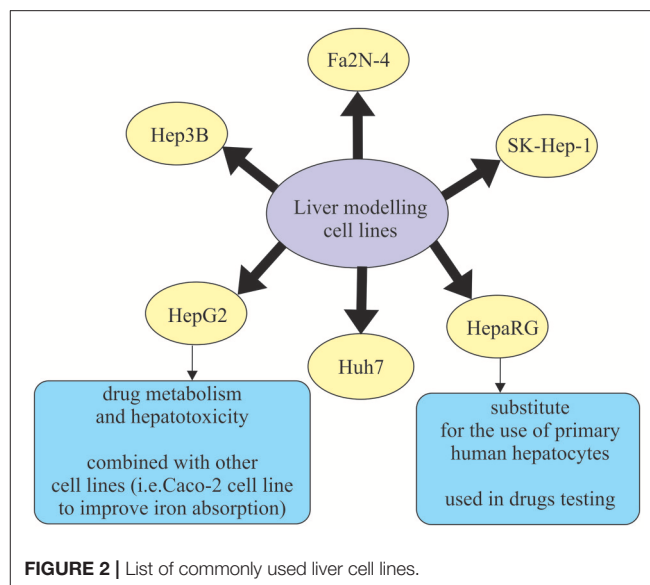 Fa2N-4
Hep3B
SK-Hep-1
Liver modelling
cell lines
HepG2
Huh7
HepaRG
drug metabolism
and hepatotoxicity
combined with other
cell lines (i.e.Caco-2 cell line
to improve iron absorption)
substitute
for the use of primary
human hepatocytes
used in drugs testing
FIGURE 2 | List of commonly used liver cell lines.